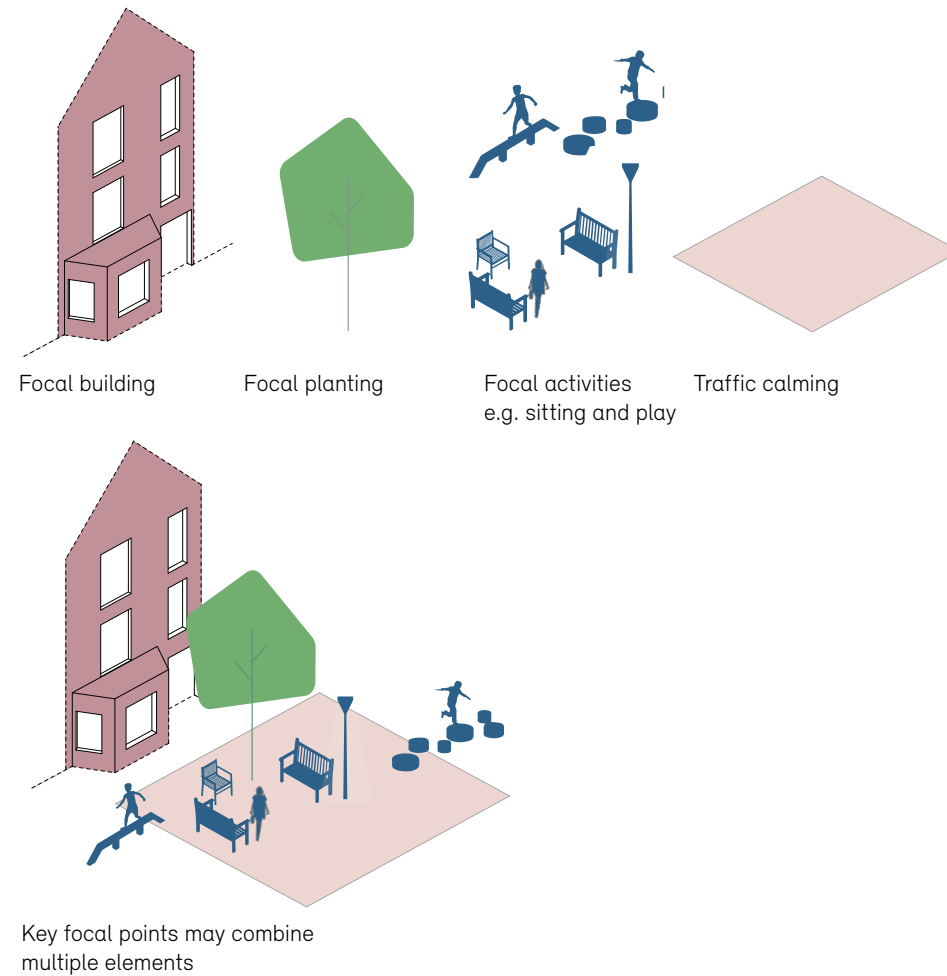 Focal building
Focal planting
Focal activities
e.g. sitting and play
Traffic calming
Key focal points may combine
multiple elements